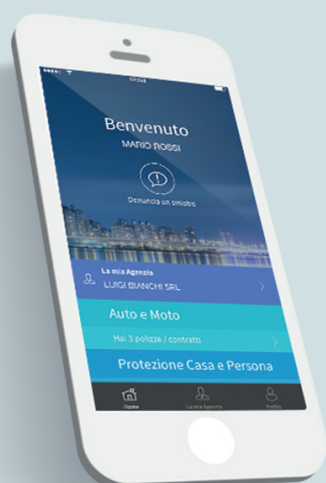 Benvenuto
MARIO ROSSI
Denuncia un sinistro
La mia Agenzia
LUIGI BIANCHI SRL
Auto e Moto
Hai 3 polizze / contratti
Protezione Casa e Persona
Home
La mia Agenzia
Profilo